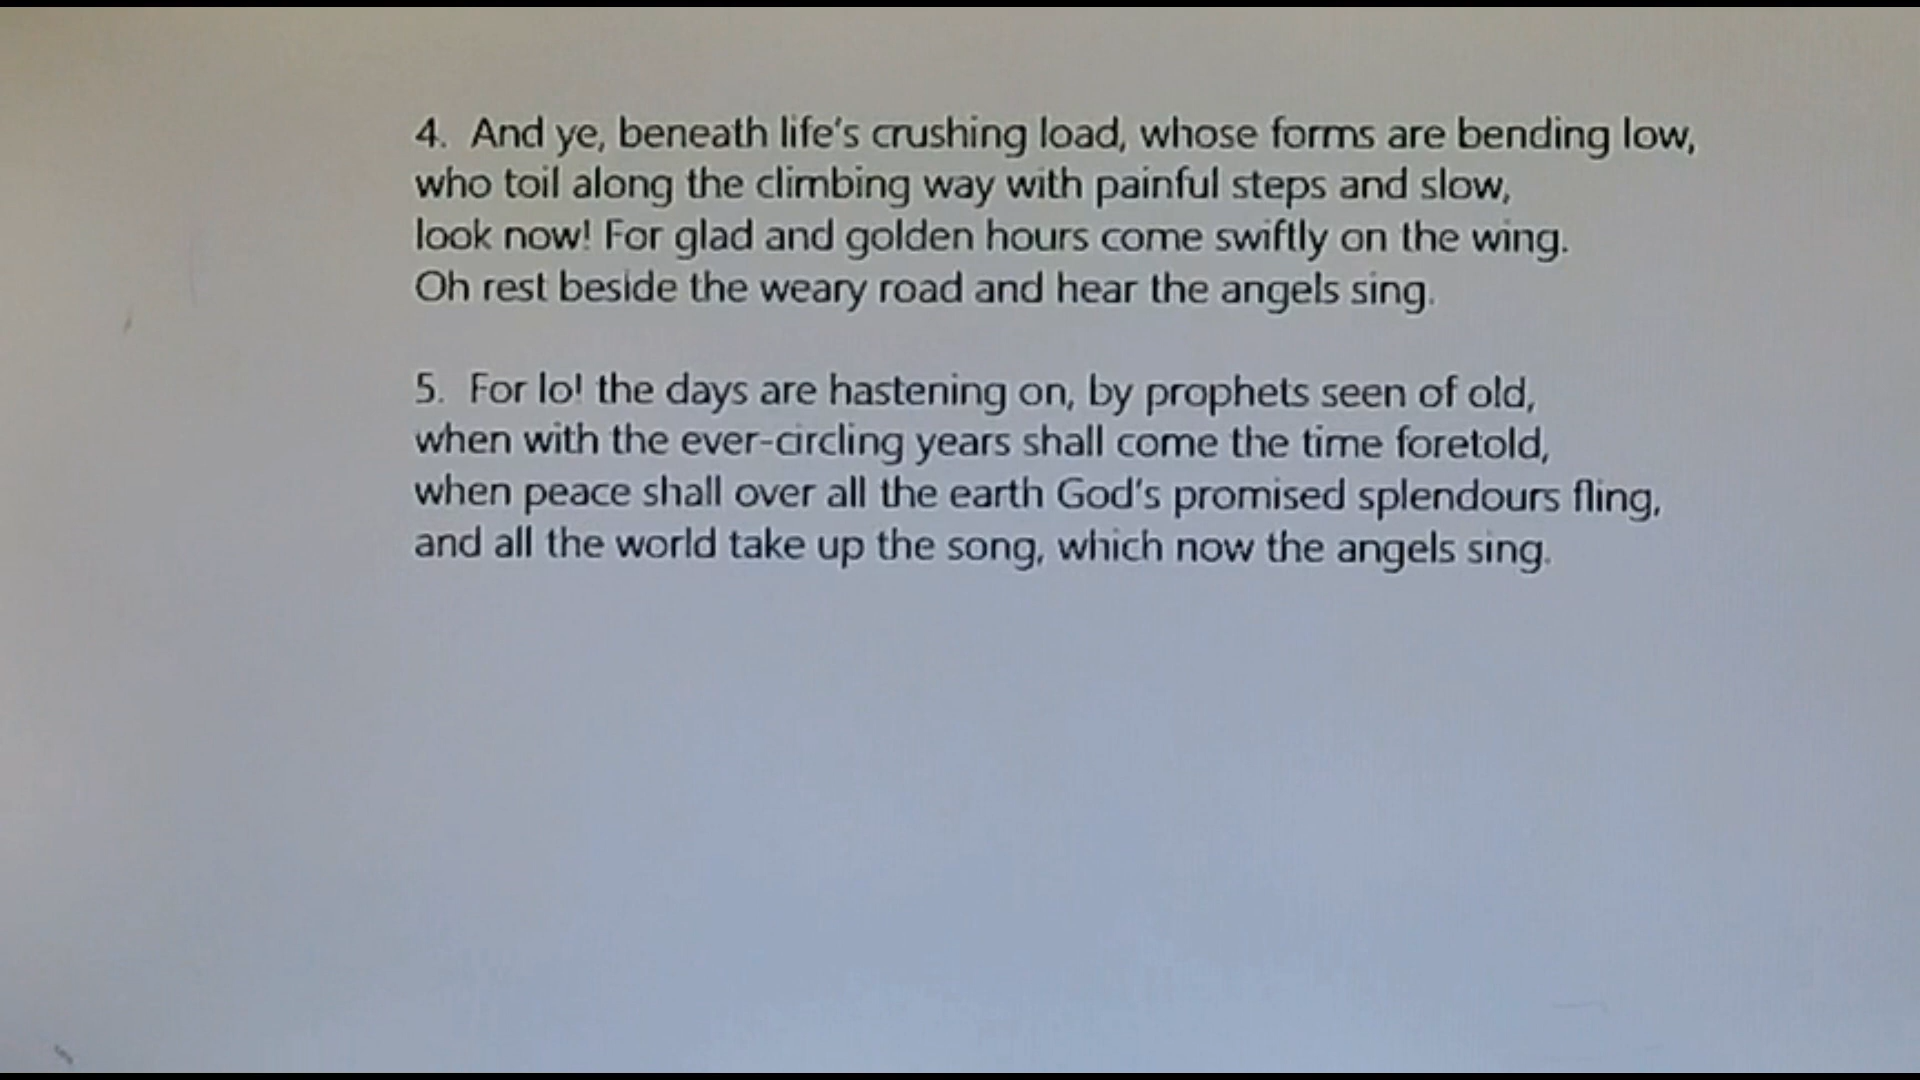 4. And ye, beneath life's crushing load, whose forms are bending low,
who toil along the climbing way with painful steps and slow,
look now! For glad and golden hours come swiftly on the wing.
Oh rest beside the weary road and hear the angels sing.
5. For lo! the days are hastening on, by prophets seen of old,
when with the ever-circling years shall come the time foretold,
when peace shall over all the earth God's promised splendours fling,
and all the world take up the song, which now the angels sing.